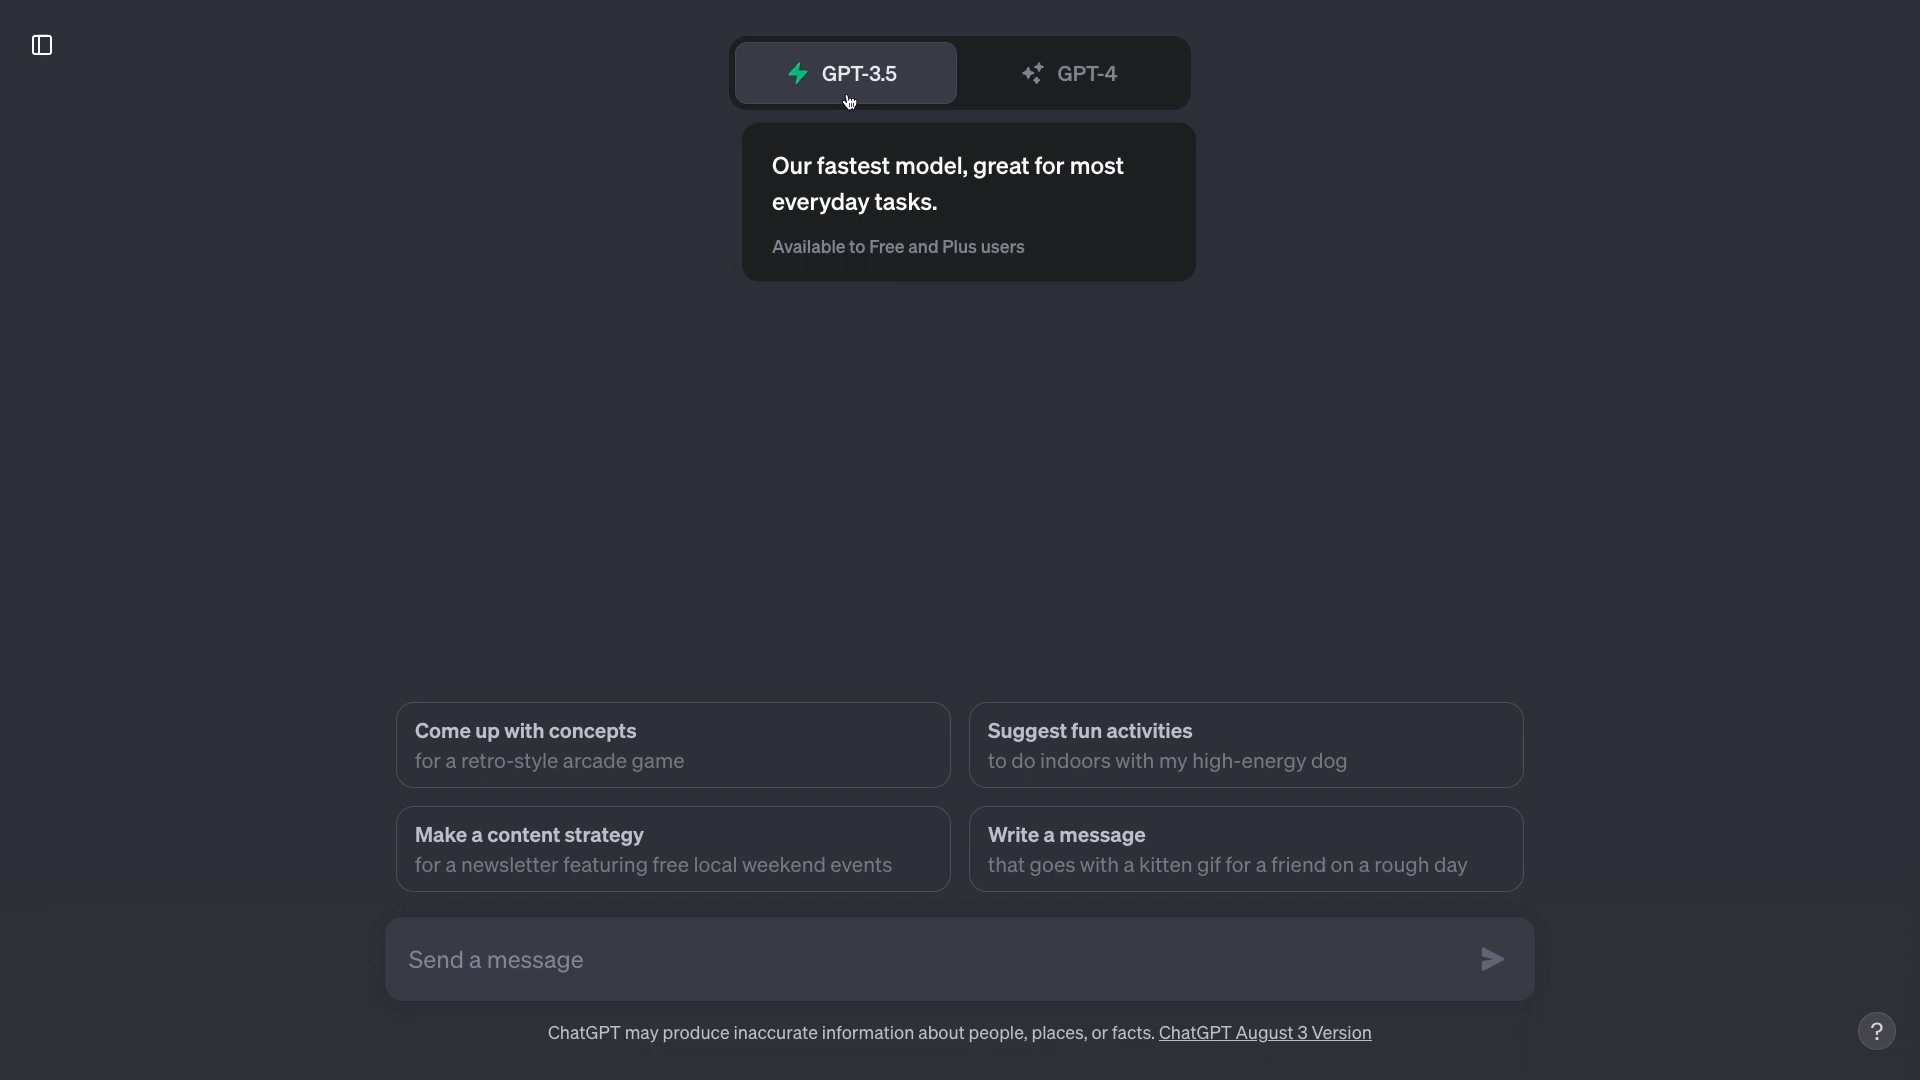 GPT-3.5
GPT-4
Our fastest model, great for most
everyday tasks.
Available to Free and Plus users
Come up with concepts
for a retro-style arcade game
Suggest fun activities
to do indoors with my high-energy dog
Make a content strategy
for a newsletter featuring free local weekend events
Write a message
that goes with a kitten gif for a friend on a rough day
Send a message
ChatGPT may produce inaccurate information about people, places, or facts. ChatGPT August 3 Version
?